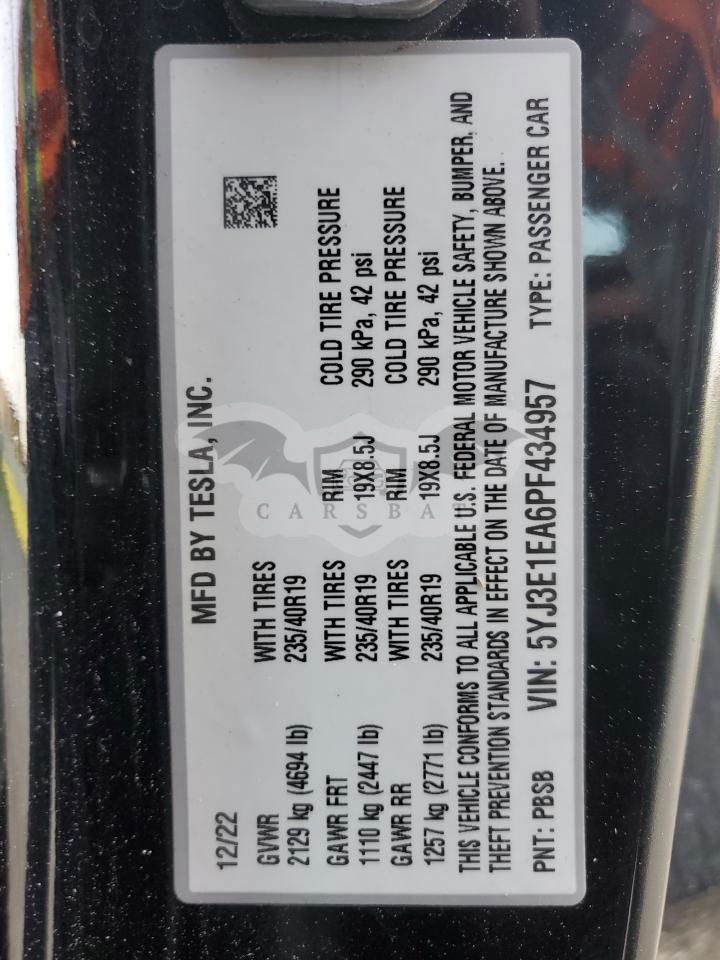 MFD BY TESLA, INC.
12/22
GVWR WITH TIRES
2129 kg (4694 lb) 235/40R19
GAWR FRT WITH TIRES RIM COLD TIRE PRESSURE
1110 kg (2447 lb) 235/40R19 19X8.5J 290 kPa, 42 psi
GAWR RR WITH TIRES RIM COLD TIRE PRESSURE
1257 kg (2771 lb) 235/40R19 19X8.5J 290 kPa, 42 psi
THIS VEHICLE CONFORMS TO ALL APPLICABLE U.S. FEDERAL MOTOR VEHICLE SAFETY, BUMPER, AND
THEFT PREVENTION STANDARDS IN EFFECT ON THE DATE OF MANUFACTURE SHOWN ABOVE.
PNT: PBSB VIN: 5YJ3E1EA6PF434957 TYPE: PASSENGER CAR
CARSBAT